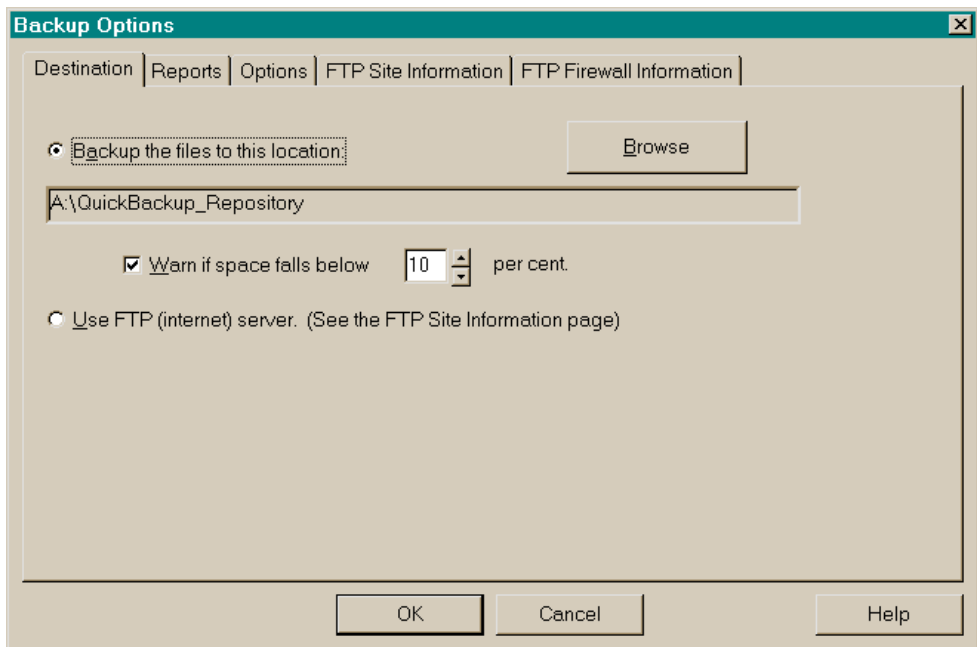 Backup Options
Destination Reports Options FTP Site Information FTP Firewall Information
Backup the files to this location: Browse
A:\QuickBackup_Repository
Warn if space falls below 10 per cent.
Use FTP (internet) server. (See the FTP Site Information page)
OK Cancel Help